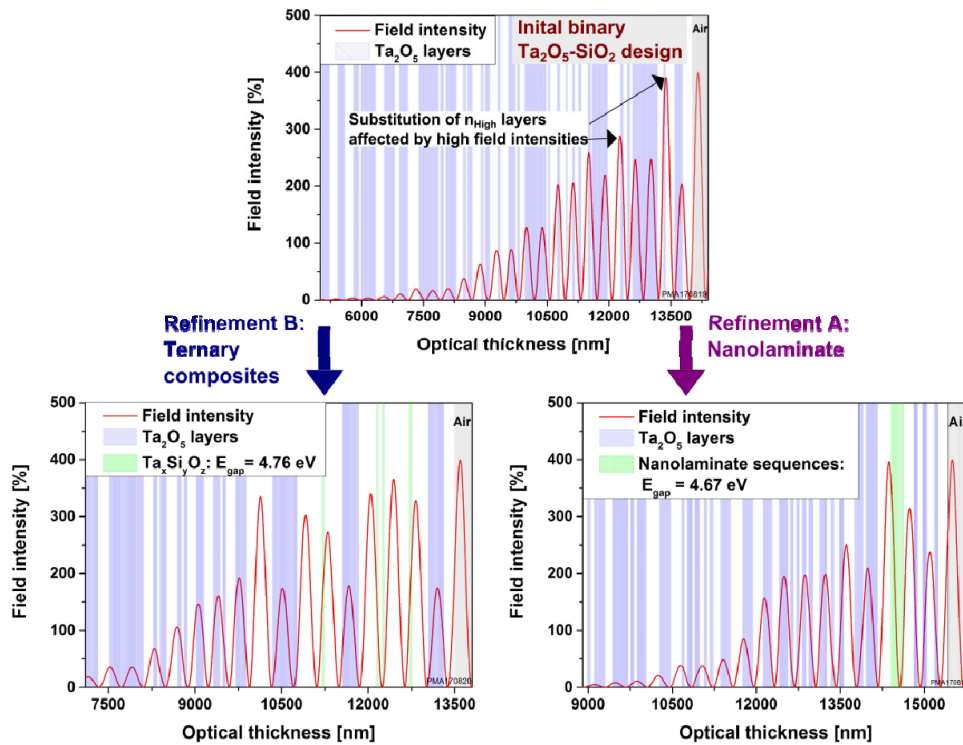 500
400
300
200
100
0
Field intensity [%]
Field intensity
Ta2O5 layers
Inital binary
Ta2O5-SiO2 design
Air
Substitution of nHigh layers
affected by high field intensities
PMA170819
6000 7500 9000 10500 12000 13500
Optical thickness [nm]
Refinement B:
Ternary
composites
Refinement A:
Nanolaminate
500
400
300
200
100
0
Field intensity [%]
Field intensity
Ta2O5 layers
TaxSiyOz: Egap = 4.76 eV
Air
PMA170820
7500 9000 10500 12000 13500
Optical thickness [nm]
500
400
300
200
100
0
Field intensity [%]
Field intensity
Ta2O5 layers
Nanolaminate sequences:
Egap = 4.67 eV
Ai
9000 10500 12000 13500 15000
Optical thickness [nm]